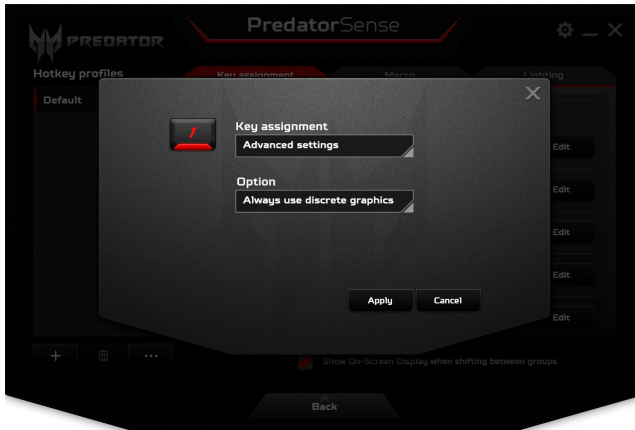 PREDATOR
PredatorSense
Hotkey profiles
Key assignment
Macro
Lighting
Default
1
Key assignment
Advanced settings
Edit
Edit
Option
Always use discrete graphics
Edit
Edit
Apply
Cancel
Edit
Show On-Screen Display when shifting between groups
Back